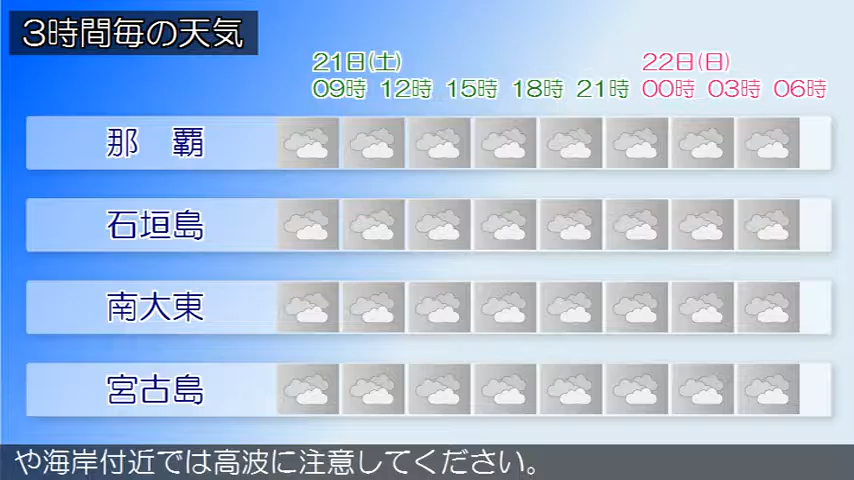 3時間毎の天気
21日(土) 22日(日)
09時 12時 15時 18時 21時 00時 03時 06時
那　覇
石垣島
南大東
宮古島
や海岸付近では高波に注意してください。